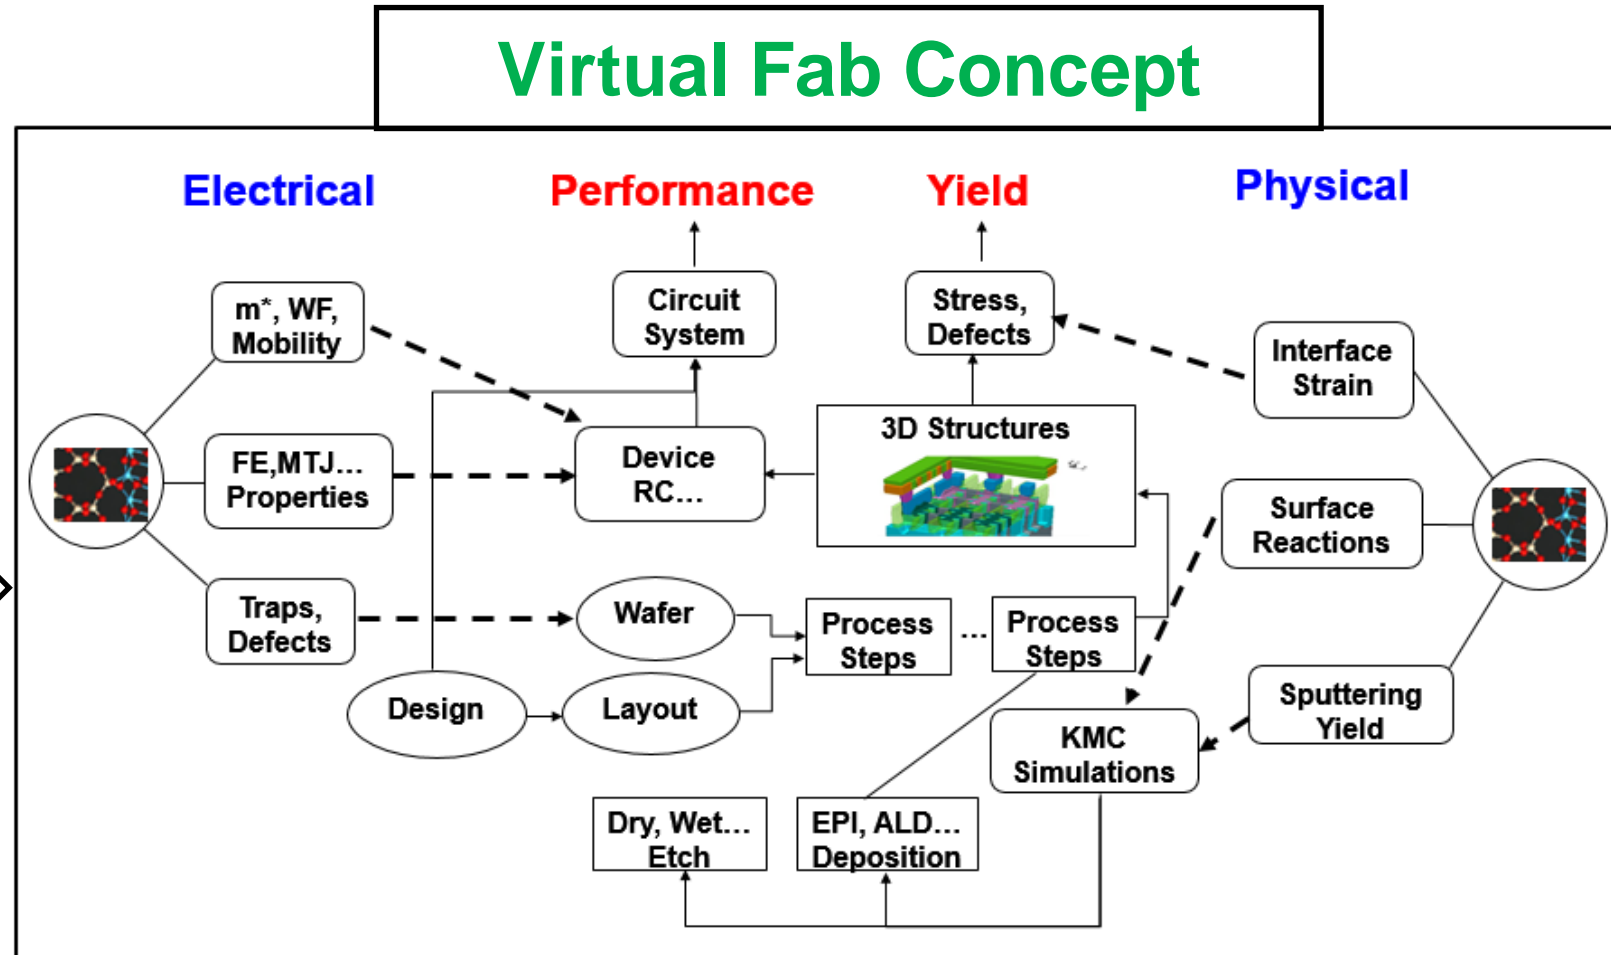 Virtual Fab Concept
Electrical
Performance
Yield
Physical
m*, WF,
Mobility
Circuit
System
Stress,
Defects
Interface
Strain
FE,MTJ…
Properties
Device
RC…
3D Structures
Surface
Reactions
Traps,
Defects
Wafer
Process
Steps
…
Process
Steps
Design
Layout
KMC
Simulations
Sputtering
Yield
Dry, Wet…
Etch
EPI, ALD…
Deposition